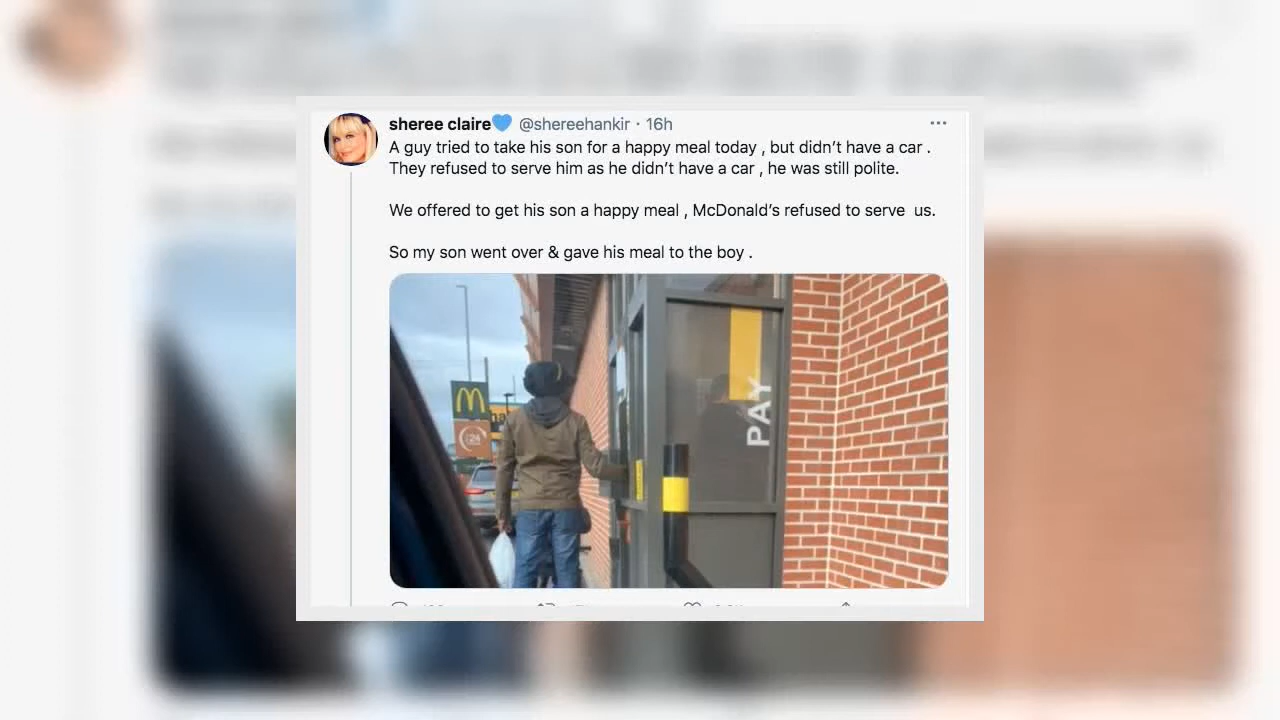 sheree claire💙 @shereehankir · 16h
A guy tried to take his son for a happy meal today , but didn’t have a car .
They refused to serve him as he didn’t have a car , he was still polite.
We offered to get his son a happy meal , McDonald’s refused to serve  us.
So my son went over & gave his meal to the boy .
24
PAY